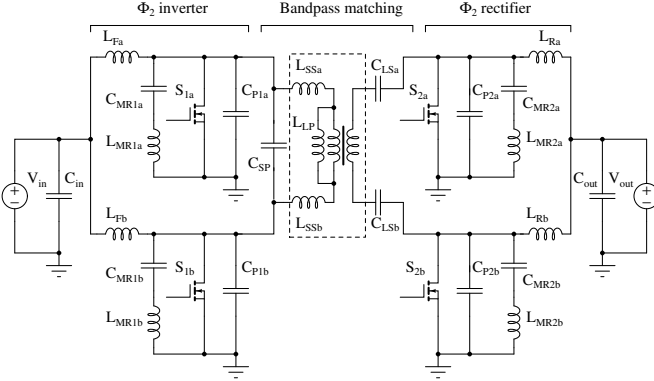 Φ2 inverter
Bandpass matching
Φ2 rectifier
LFa
LSSa
CLSa
LRa
CMR1a
S1a
CP1a
S2a
CP2a
CMR2a
LMR1a
LLP
LMR2a
CSP
Vin
Cin
Cout
Vout
LFb
LSSb
CLSb
LRb
CMR1b
S1b
CP1b
S2b
CP2b
CMR2b
LMR1b
LMR2b